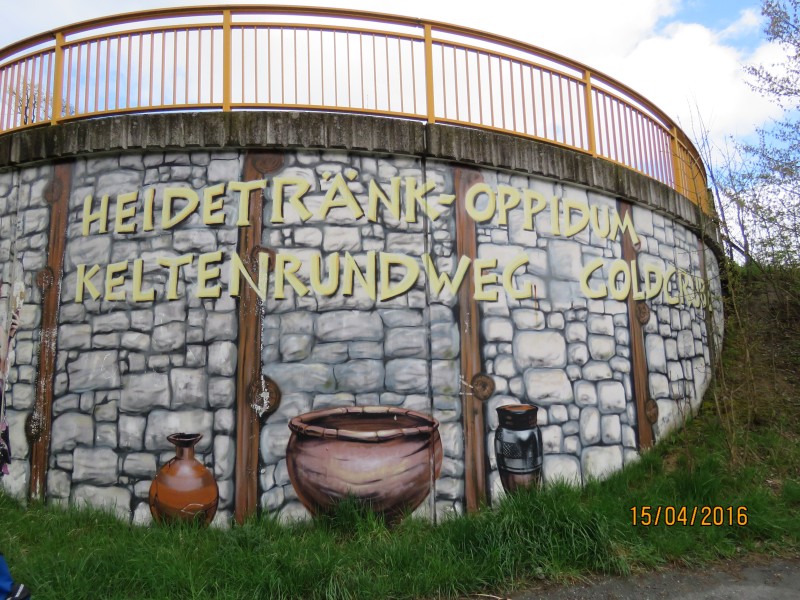 HEIDETRÄNK-OPPIDUM
KELTENRUNDWEG GOLDGRUBE
15/04/2016